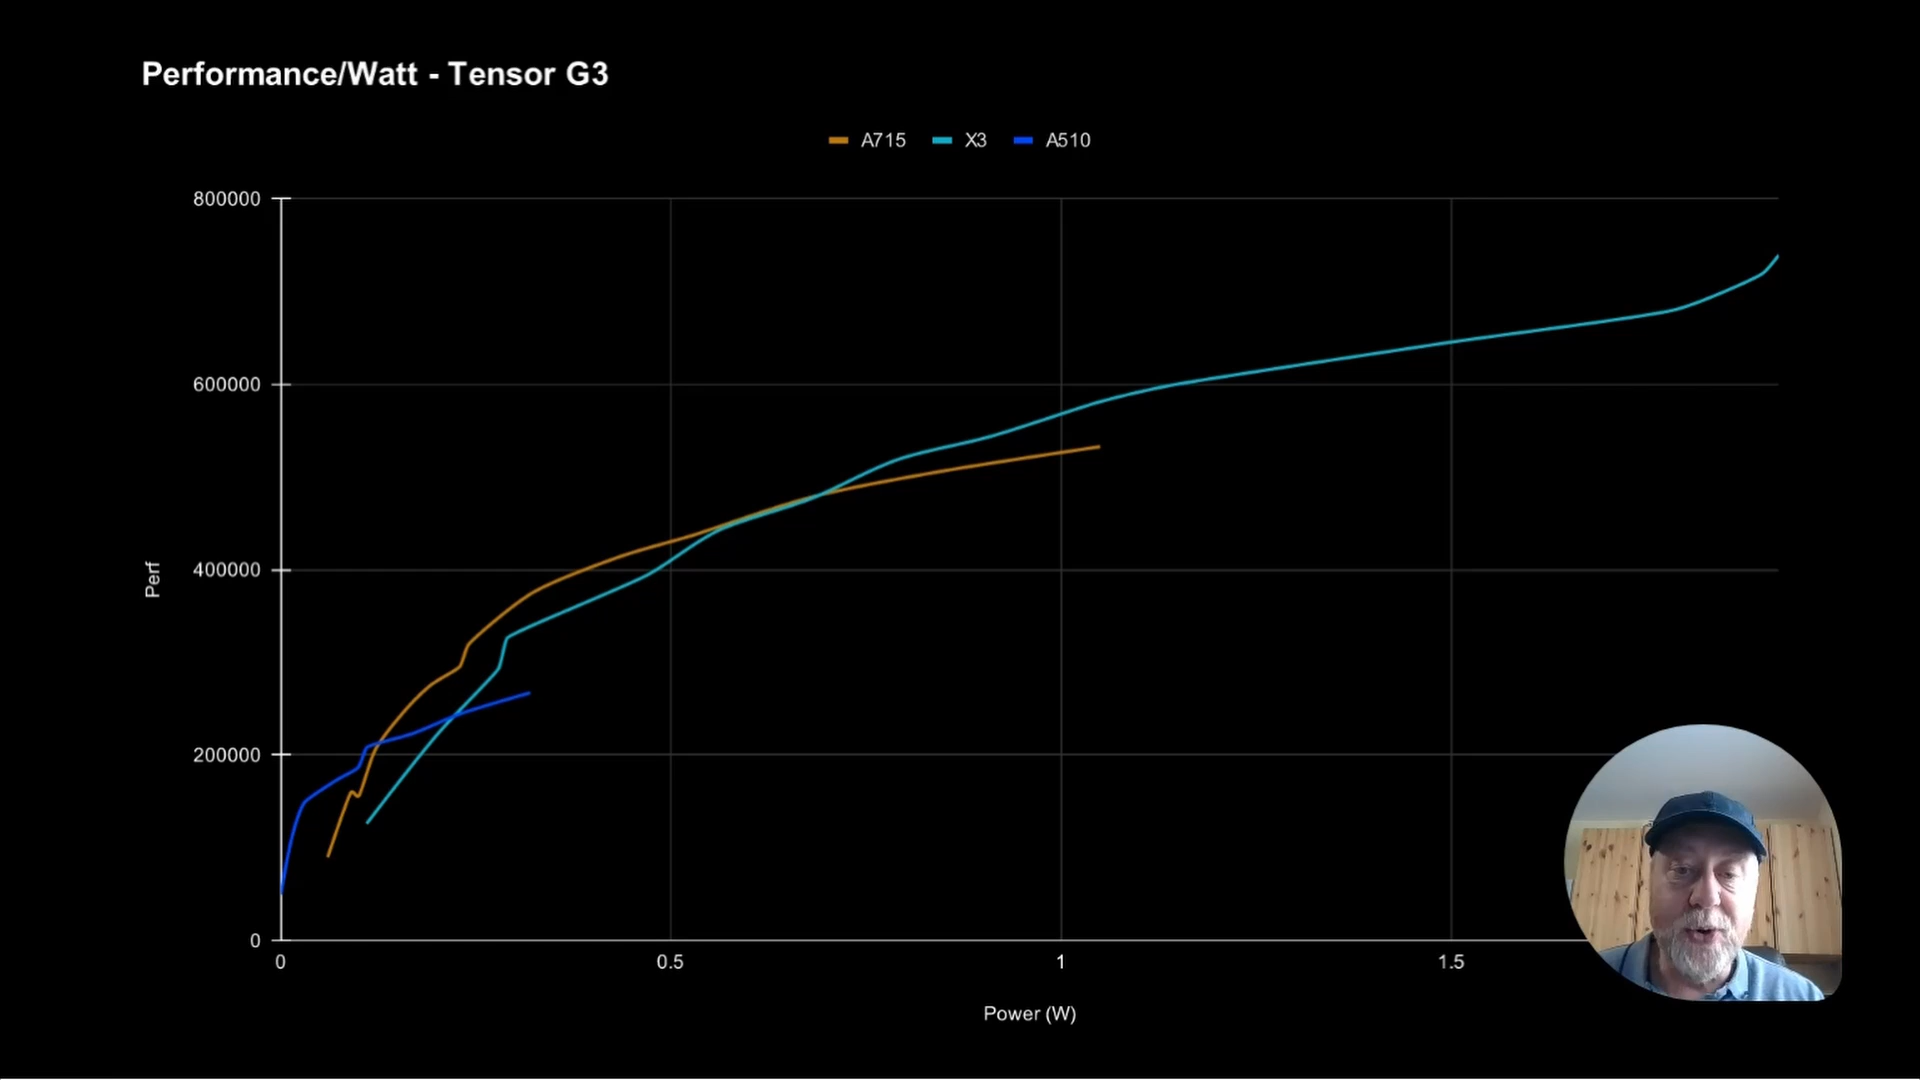 Performance/Watt - Tensor G3
A715 X3 A510
800000
600000
400000
200000
0
Perf
0 0.5 1 1.5
Power (W)